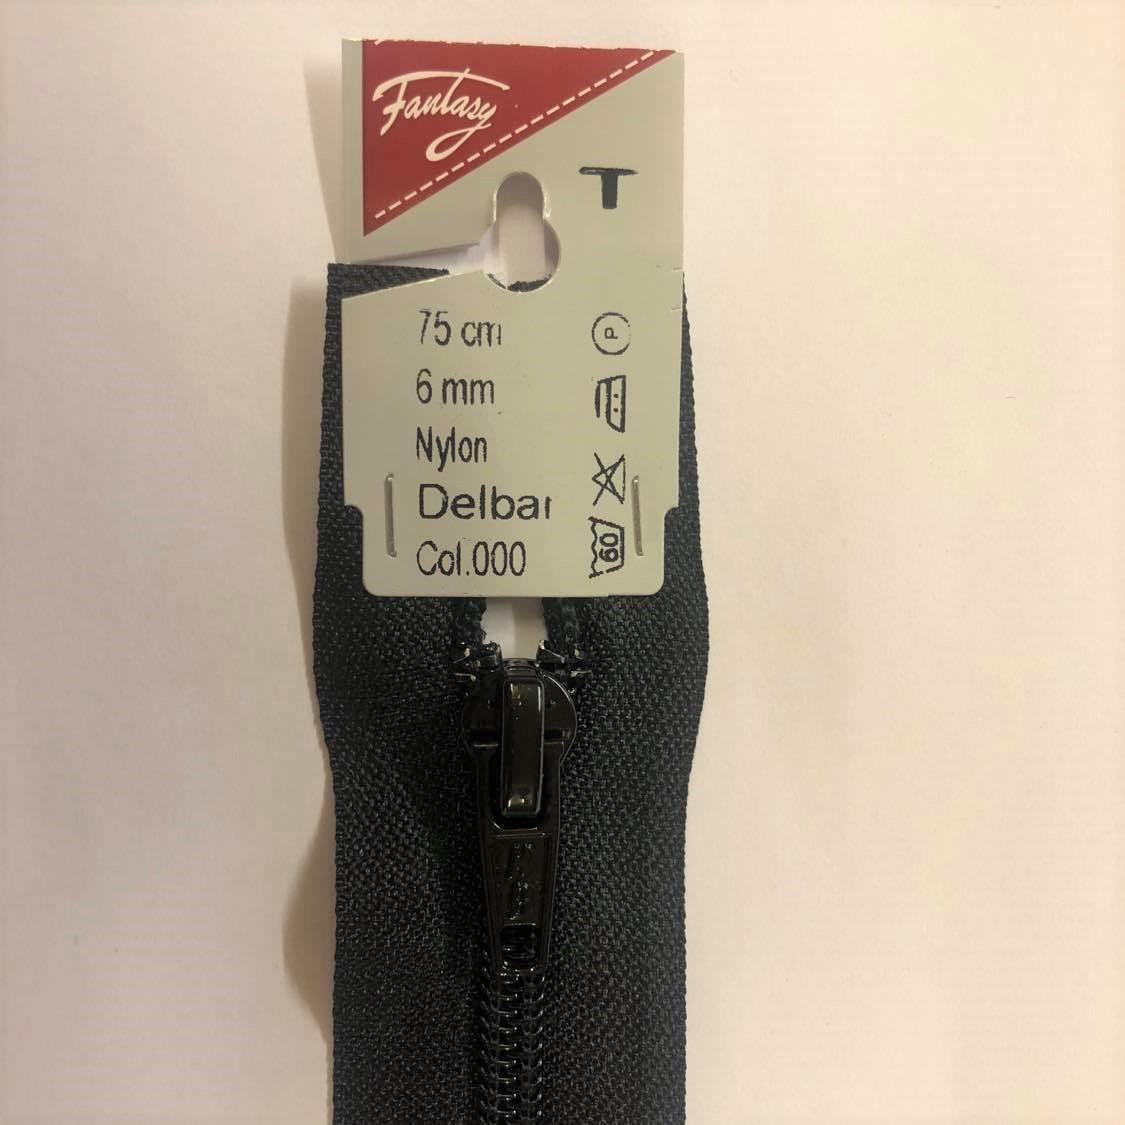 Fantasy
T
75 cm
6 mm
Nylon
Delbar
Col.000
P
60